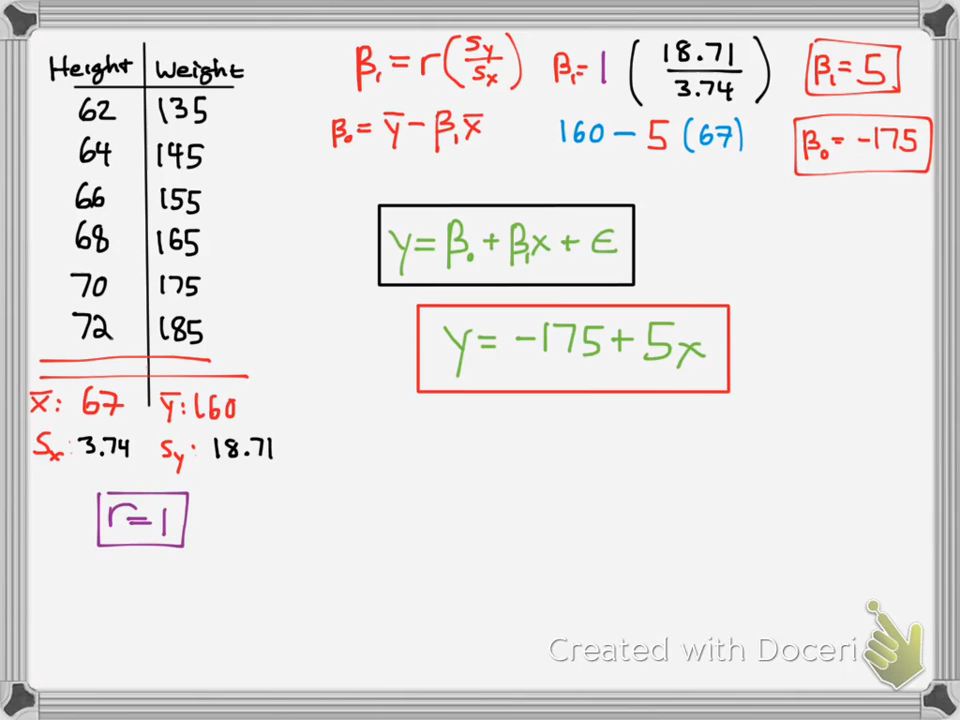 Height Weight
62 135
64 145
66 155
68 165
70 175
72 185
x̄: 67 ȳ: 160
Sx: 3.74 Sy: 18.71
r=1
β₁ = r(Sy/Sx) β₁= 1 (18.71/3.74) β₁= 5
β₀= ȳ - β₁x̄ 160 - 5 (67) β₀= -175
y= β₀ + β₁x + ϵ
y= -175+5x
Created with Doceri